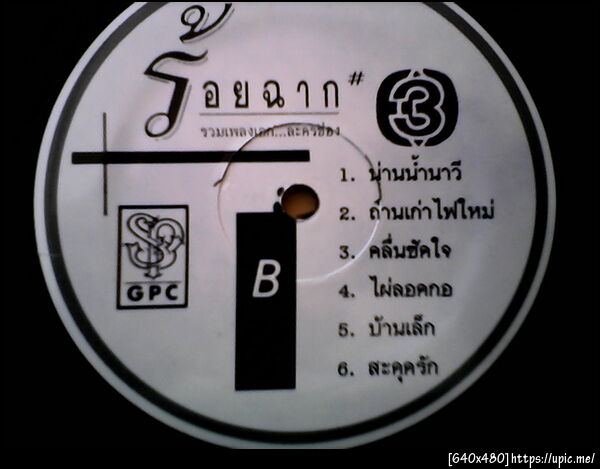 ร้อยฉาก #3
รวมเพลงเอก...ละครช่อง
1. น่านน้ำนาวี
2. ถ่านเก่าไฟใหม่
3. คลื่นซัดใจ
4. ไผ่ลอดกอ
5. บ้านเล็ก
6. สะดุดรัก
GPC
B
[640x480]https://upic.me/